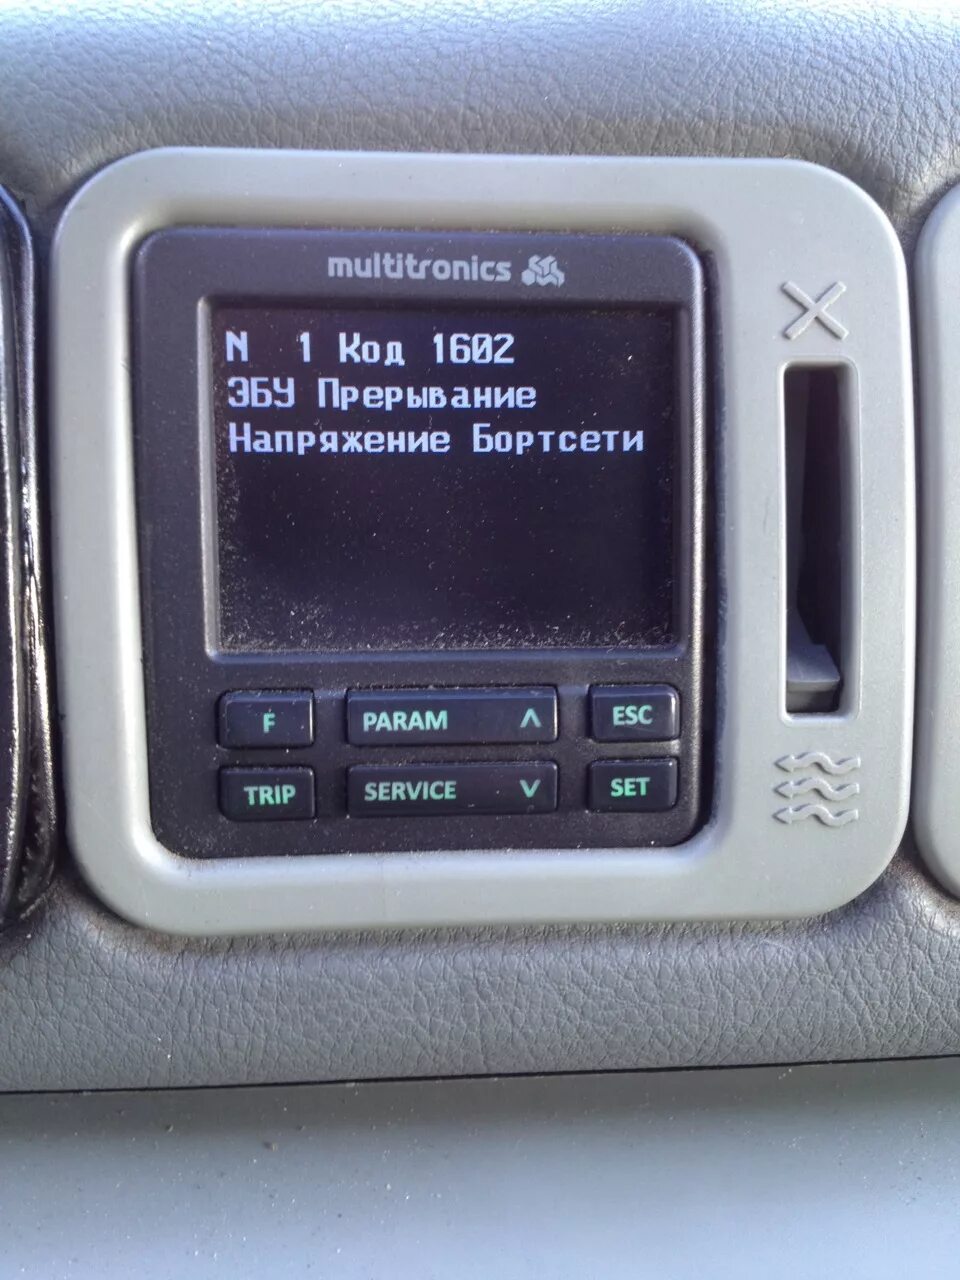 multitronics
N 1 Код 1602
ЭБУ Прерывание
Напряжение Бортсети
F PARAM ESC
TRIP SERVICE SET